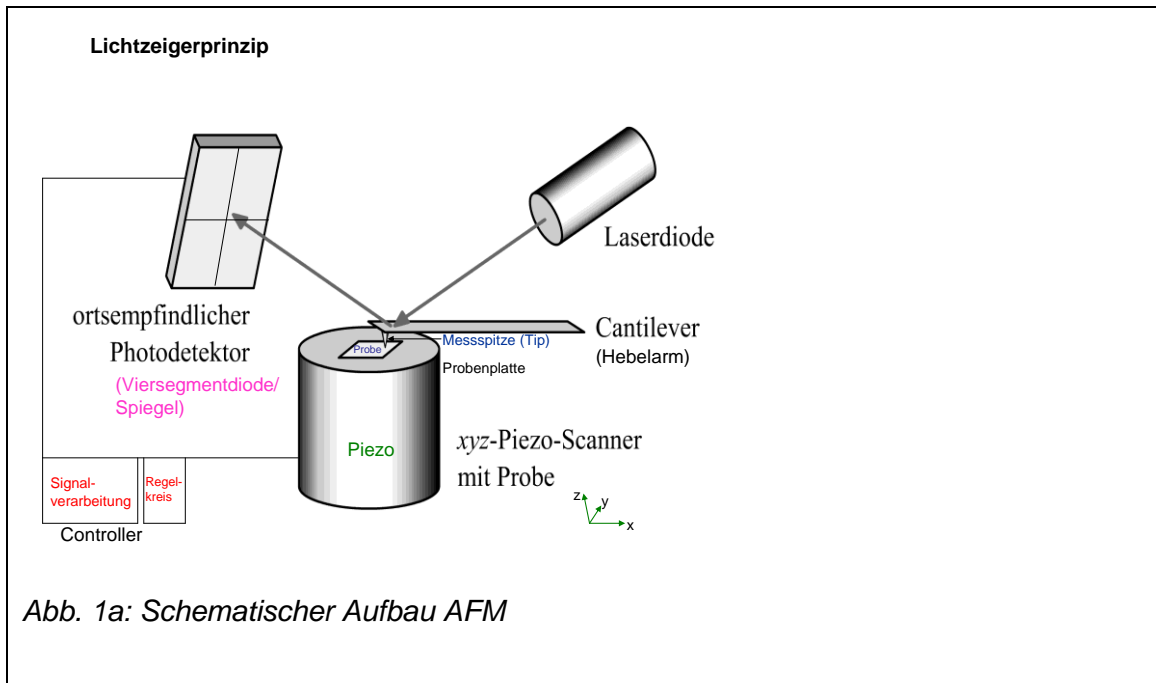 Lichtzeigerprinzip
Laserdiode
ortsempfindlicher
Photodetektor
(Viersegmentdiode/
Spiegel)
Cantilever
(Hebelarm)
Messspitze (Tip)
Probe
Probenplatte
Piezo
xyz-Piezo-Scanner
mit Probe
Signal-
verarbeitung
Regel-
kreis
Controller
z
y
x
Abb. 1a: Schematischer Aufbau AFM